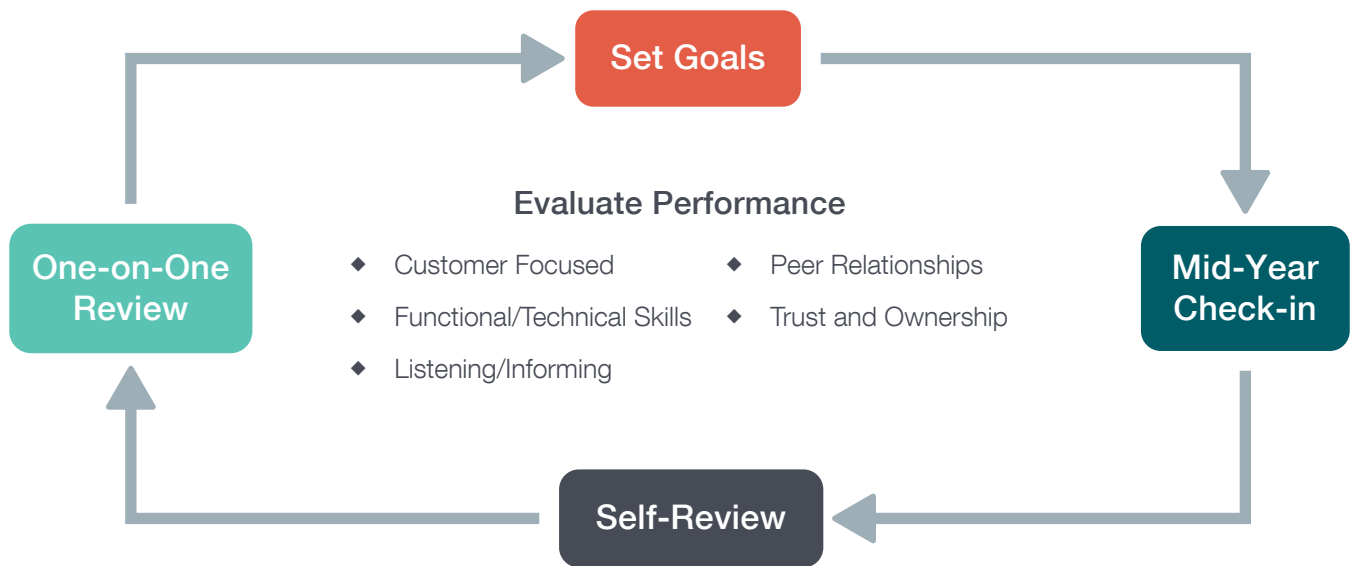 Set Goals
Evaluate Performance
One-on-One
Review
◆ Customer Focused
◆ Functional/Technical Skills
◆ Listening/Informing
◆ Peer Relationships
◆ Trust and Ownership
Mid-Year
Check-in
Self-Review